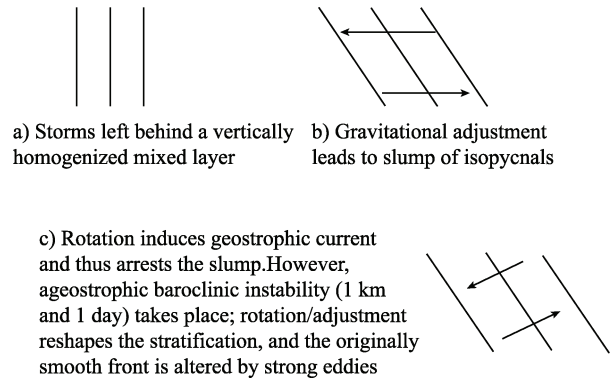 a) Storms left behind a vertically
homogenized mixed layer
b) Gravitational adjustment
leads to slump of isopycnals
c) Rotation induces geostrophic current
and thus arrests the slump.However,
ageostrophic baroclinic instability (1 km
and 1 day) takes place; rotation/adjustment
reshapes the stratification, and the originally
smooth front is altered by strong eddies